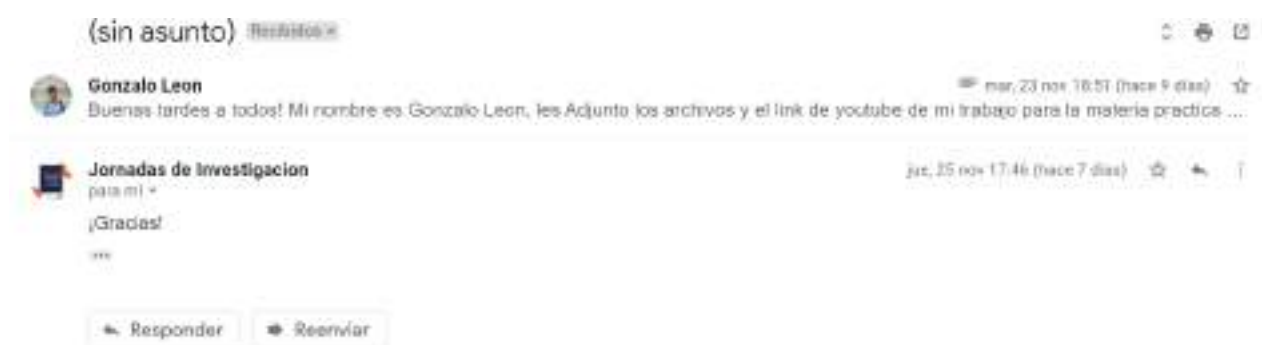 (sin asunto) Recibidos
Gonzalo Leon mar, 23 nov 18:51 (hace 9 días)
Buenas tardes a todos! Mi nombre es Gonzalo Leon, les Adjunto los archivos y el link de youtube de mi trabajo para la materia practica ...
Jornadas de Investigacion jue, 25 nov 17:46 (hace 7 días)
para mí
¡Gracias!
...
Responder Reenviar